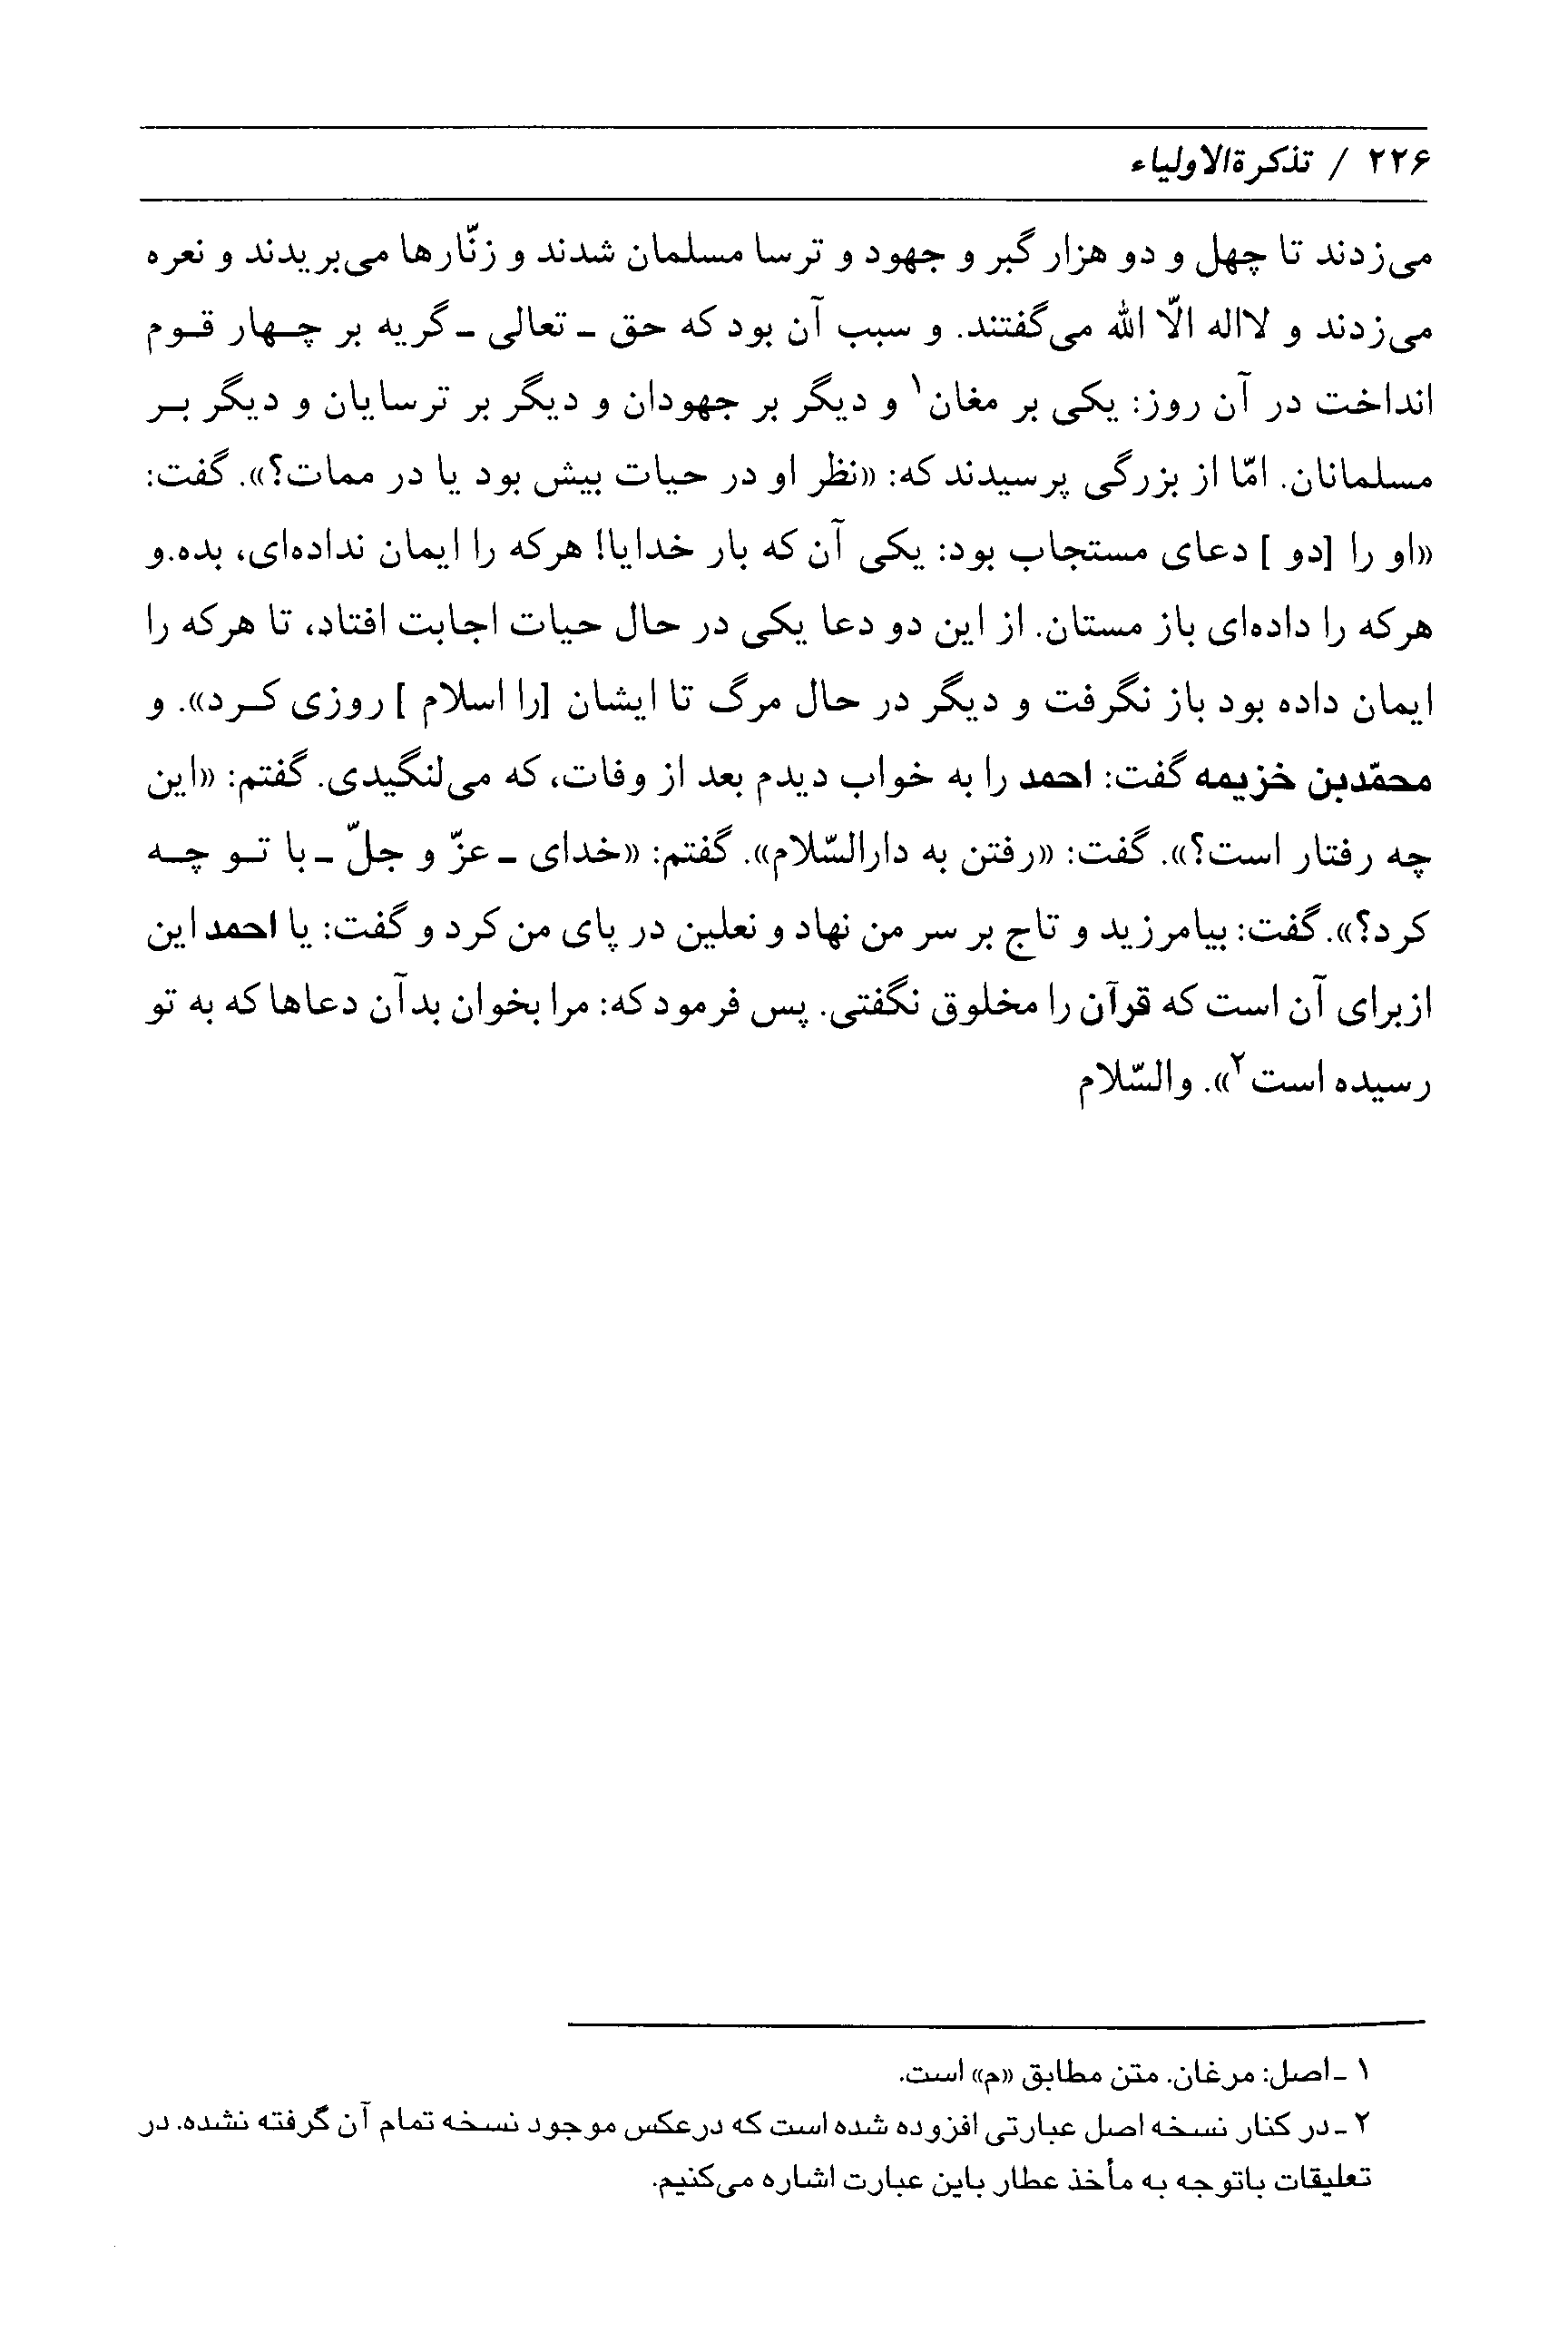 ۲۲۶ / تذکرةالاولیاء
می‌زدند تا چهل و دو هزار گبر و جهود و ترسا مسلمان شدند و زنّارها می‌بریدند و نعره
می‌زدند و لااله الاّ الله می‌گفتند. و سبب آن بود که حق ـ تعالی ـ گریه بر چهار قوم
انداخت در آن روز: یکی بر مغان۱ و دیگر بر جهودان و دیگر بر ترسایان و دیگر بر
مسلمانان. امّا از بزرگی پرسیدند که: «نظر او در حیات بیش بود یا در ممات؟». گفت:
«او را [دو] دعای مستجاب بود: یکی آن که بار خدایا! هرکه را ایمان نداده‌ای، بده.و
هرکه را داده‌ای باز مستان. از این دو دعا یکی در حال حیات اجابت افتاد، تا هرکه را
ایمان داده بود باز نگرفت و دیگر در حال مرگ تا ایشان [را اسلام] روزی کرد». و
محمّدبن خزیمه گفت: احمد را به خواب دیدم بعد از وفات، که می‌لنگیدی. گفتم: «این
چه رفتار است؟». گفت: «رفتن به دارالسّلام». گفتم: «خدای ـ عزّ و جلّ ـ با تو چه
کرد؟». گفت: بیامرزید و تاج بر سر من نهاد و نعلین در پای من کرد و گفت: یا احمد این
ازبرای آن است که قرآن را مخلوق نگفتی. پس فرمود که: مرا بخوان بدآن دعاها که به تو
رسیده است۲». والسّلام
۱ ـ اصل: مرغان. متن مطابق «م» است.
۲ ـ در کنار نسخه اصل عبارتی افزوده شده است که درعکس موجود نسخه تمام آن گرفته نشده. در
تعلیقات باتوجه به مأخذ عطار باین عبارت اشاره می‌کنیم.